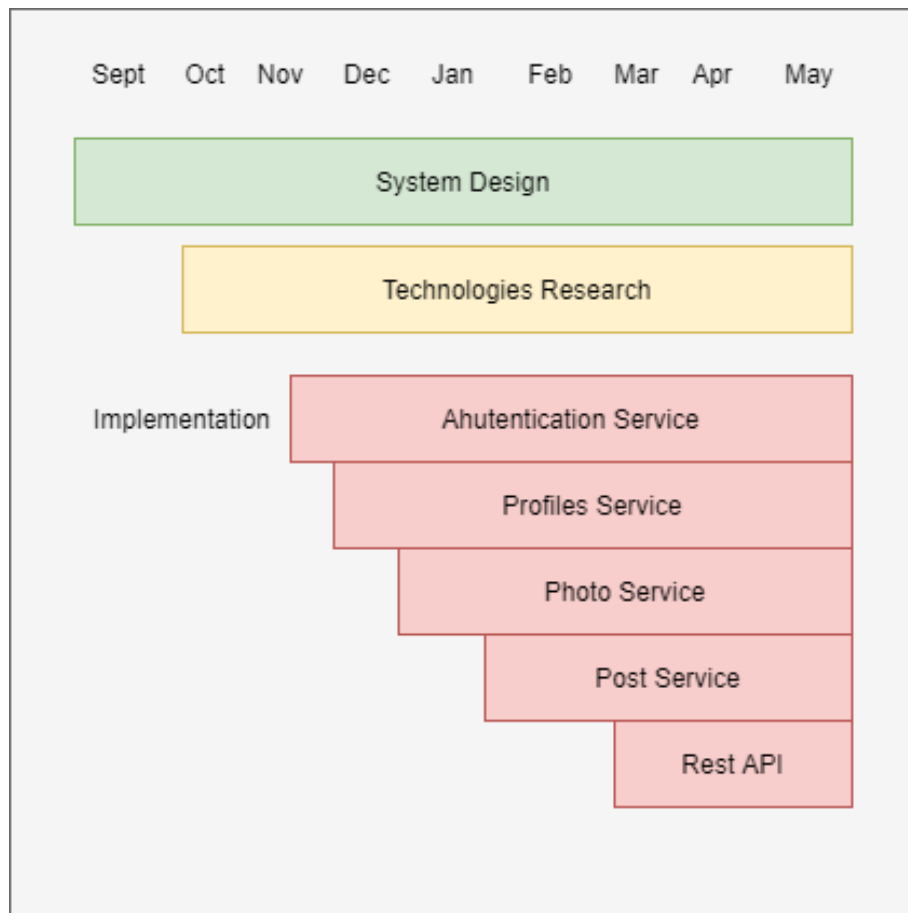 Sept Oct Nov Dec Jan Feb Mar Apr May
System Design
Technologies Research
Implementation Ahutentication Service
Profiles Service
Photo Service
Post Service
Rest API